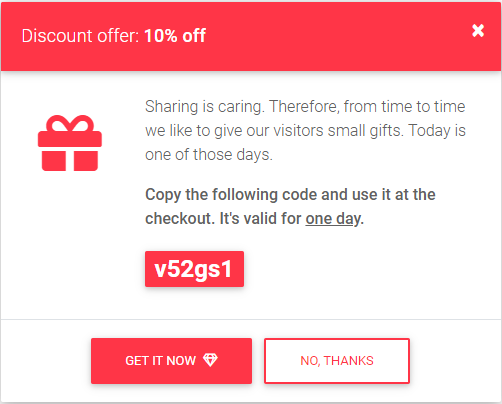 Discount offer: 10% off
Sharing is caring. Therefore, from time to time
we like to give our visitors small gifts. Today is
one of those days.
Copy the following code and use it at the
checkout. It's valid for one day.
v52gs1
GET IT NOW
NO, THANKS